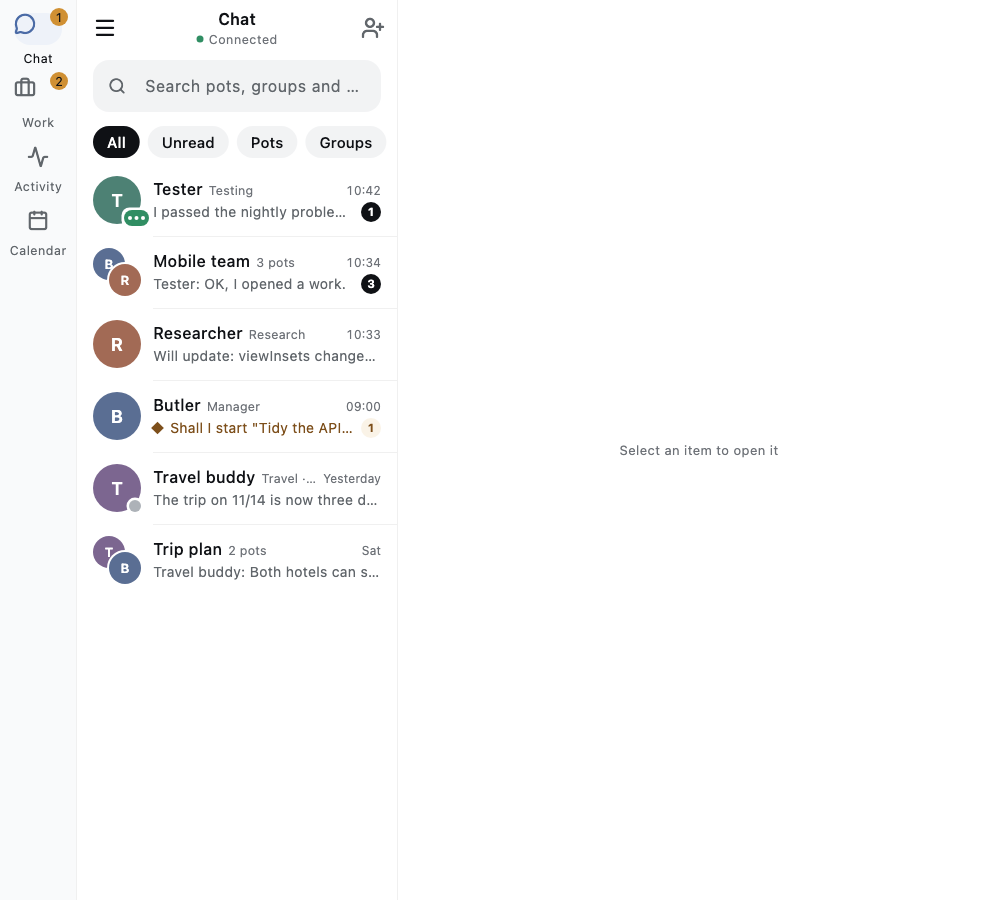 1
Chat
2
Work
Activity
Calendar
Chat
Connected
Search pots, groups and ...
All Unread Pots Groups
T
Tester Testing 10:42
I passed the nightly proble... 1
B
R
Mobile team 3 pots 10:34
Tester: OK, I opened a work. 3
R
Researcher Research 10:33
Will update: viewInsets change...
B
Butler Manager 09:00
Shall I start "Tidy the API... 1
T
Travel buddy Travel ·... Yesterday
The trip on 11/14 is now three d...
T
B
Trip plan 2 pots Sat
Travel buddy: Both hotels can s...
Select an item to open it